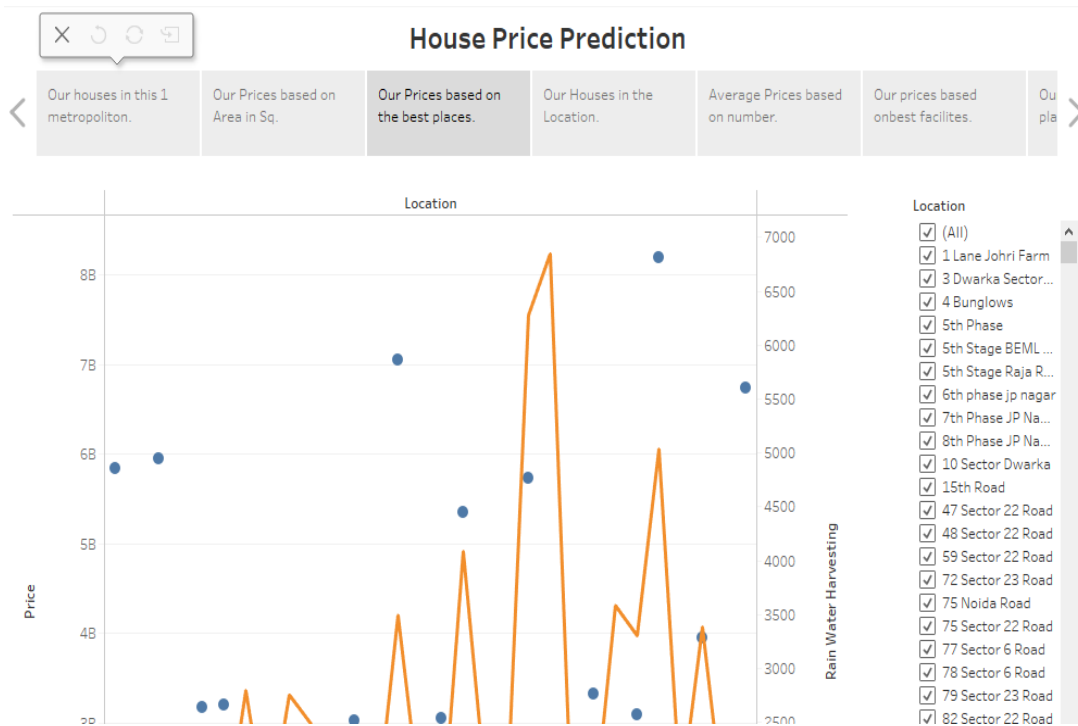 House Price Prediction
Our houses in this 1
metropoliton.
Our Prices based on
Area in Sq.
Our Prices based on
the best places.
Our Houses in the
Location.
Average Prices based
on number.
Our prices based
onbest facilites.
Ou
pla
Location
8B
7B
6B
5B
4B
Price
7000
6500
6000
5500
5000
4500
4000
3500
3000
2500
Rain Water Harvesting
Location
(All)
1 Lane Johri Farm
3 Dwarka Sector...
4 Bunglows
5th Phase
5th Stage BEML ...
5th Stage Raja R...
6th phase jp nagar
7th Phase JP Na...
8th Phase JP Na...
10 Sector Dwarka
15th Road
47 Sector 22 Road
48 Sector 22 Road
59 Sector 22 Road
72 Sector 23 Road
75 Noida Road
75 Sector 22 Road
77 Sector 6 Road
78 Sector 6 Road
79 Sector 23 Road
82 Sector 22 Road